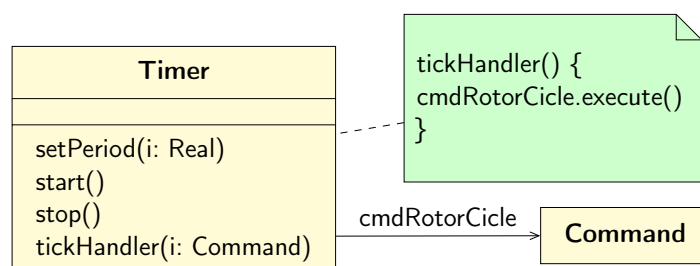 Timer
setPeriod(i: Real)
start()
stop()
tickHandler(i: Command)
tickHandler() {
cmdRotorCicle.execute()
}
cmdRotorCicle
Command